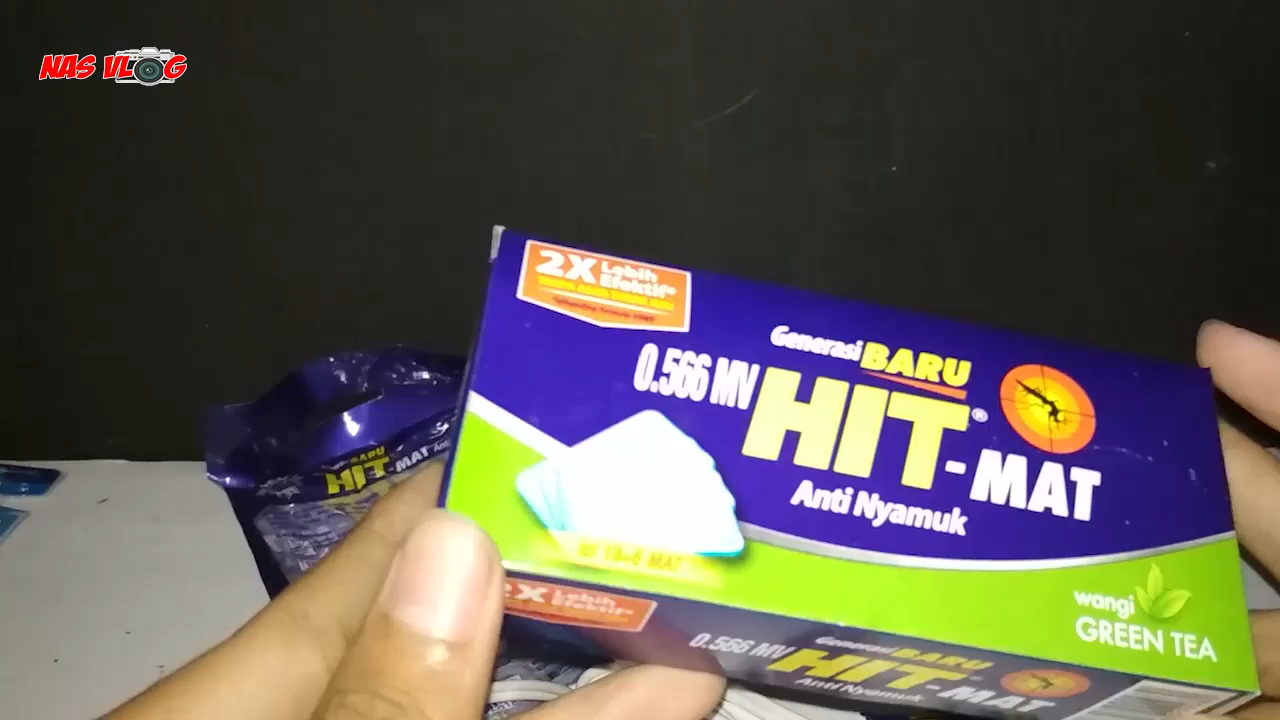 NAS VLOG
2X Lebih
Efektif*
Generasi BARU
0.566 MV HIT®-MAT
Anti Nyamuk
wangi
GREEN TEA
BARU
HIT-MAT
2X Lebih
Efektif*
Generasi BARU
0.566 MV HIT-MAT
Anti Nyamuk